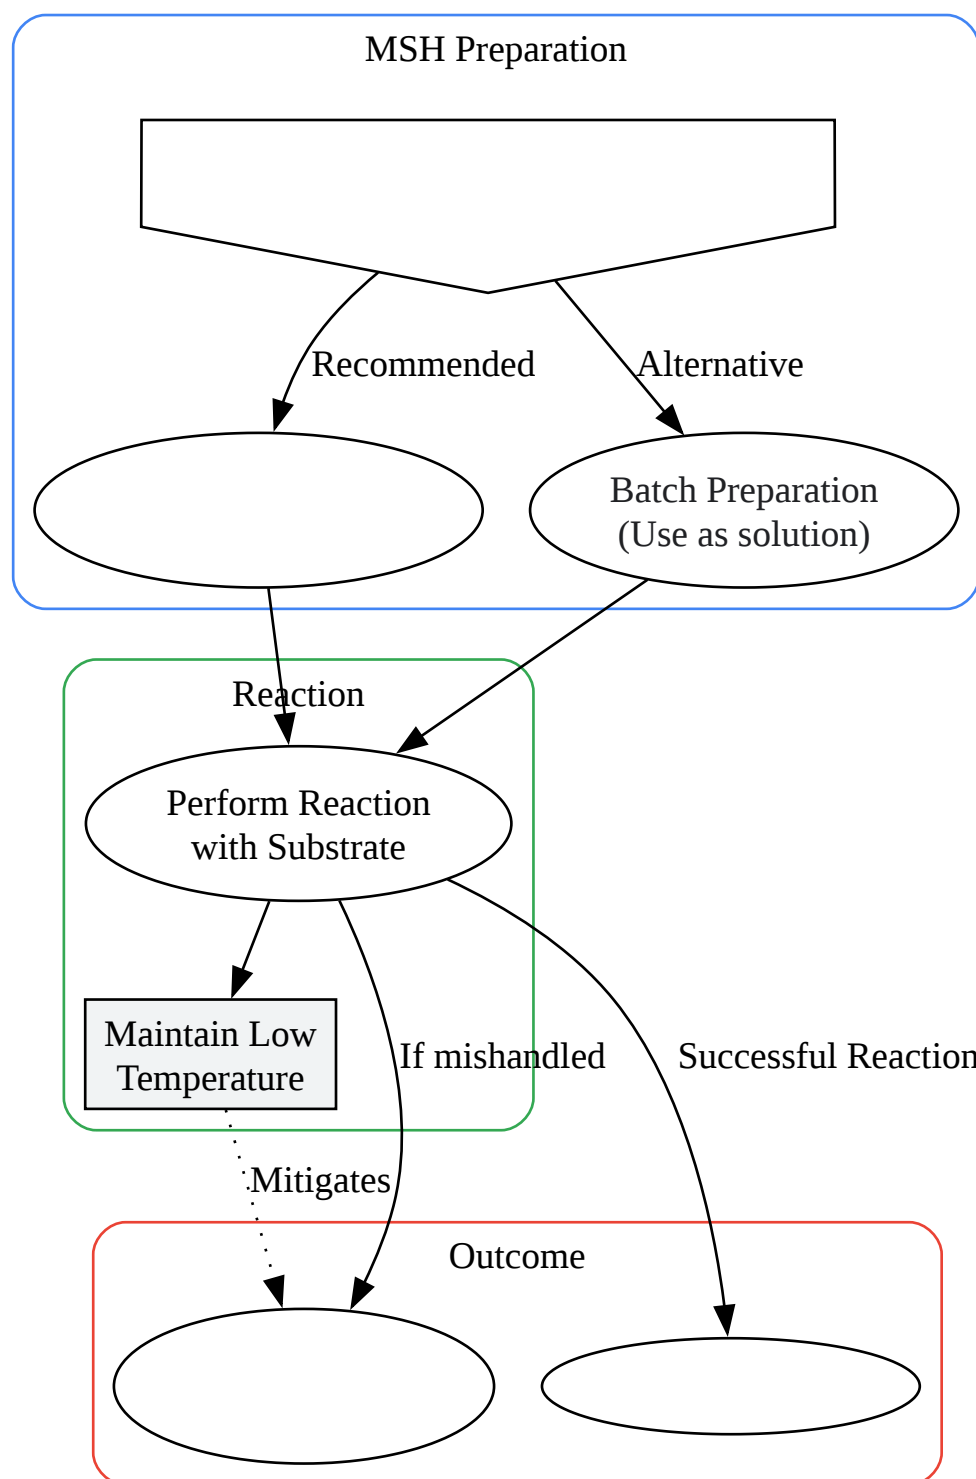 MSH Preparation
Recommended
Alternative
Batch Preparation
(Use as solution)
Reaction
Perform Reaction
with Substrate
Maintain Low
Temperature
If mishandled
Successful Reaction
Mitigates
Outcome